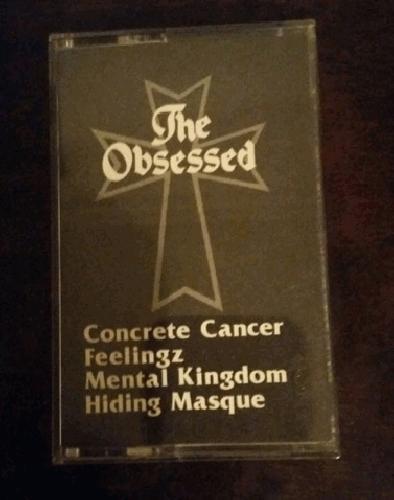 The
Obsessed
Concrete Cancer
Feelingz
Mental Kingdom
Hiding Masque